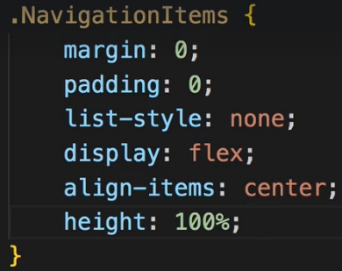 .NavigationItems {
    margin: 0;
    padding: 0;
    list-style: none;
    display: flex;
    align-items: center;
    height: 100%;
}